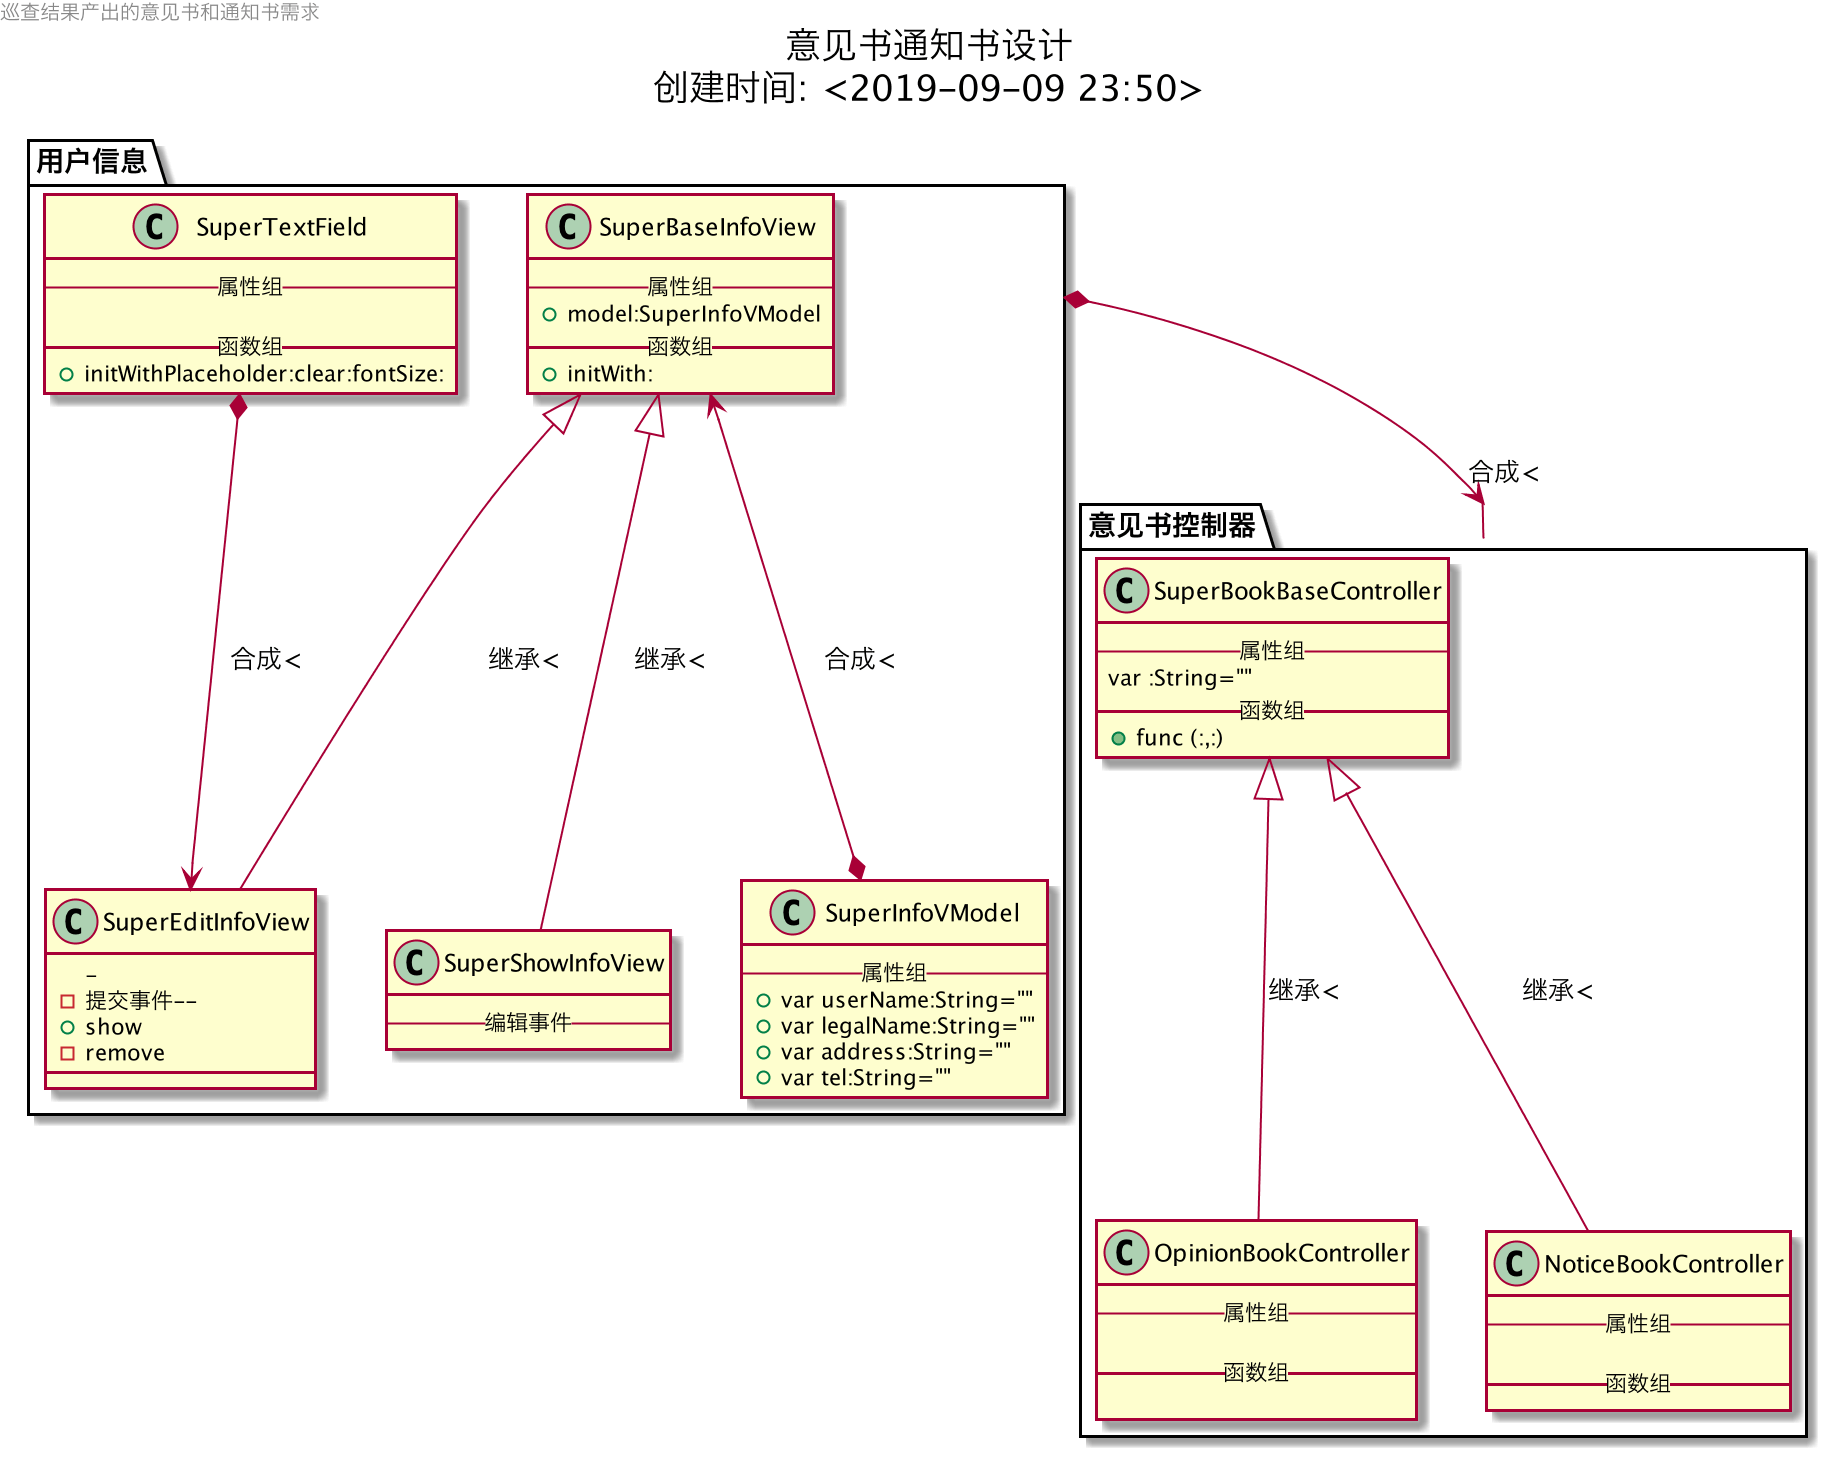 巡查结果产出的意见书和通知书需求
意见书通知书设计
创建时间: <2019-09-09 23:50>
用户信息
C SuperTextField
属性组
函数组
initWithPlaceholder:clear:fontSize:
C SuperBaseInfoView
属性组
model:SuperInfoVModel
函数组
initWith:
合成<
继承<
继承<
合成<
合成<
C SuperEditInfoView
-
提交事件--
show
remove
C SuperShowInfoView
编辑事件
C SuperInfoVModel
属性组
var userName:String=""
var legalName:String=""
var address:String=""
var tel:String=""
意见书控制器
C SuperBookBaseController
属性组
var :String=""
函数组
func (:,:)
继承<
继承<
C OpinionBookController
属性组
函数组
C NoticeBookController
属性组
函数组